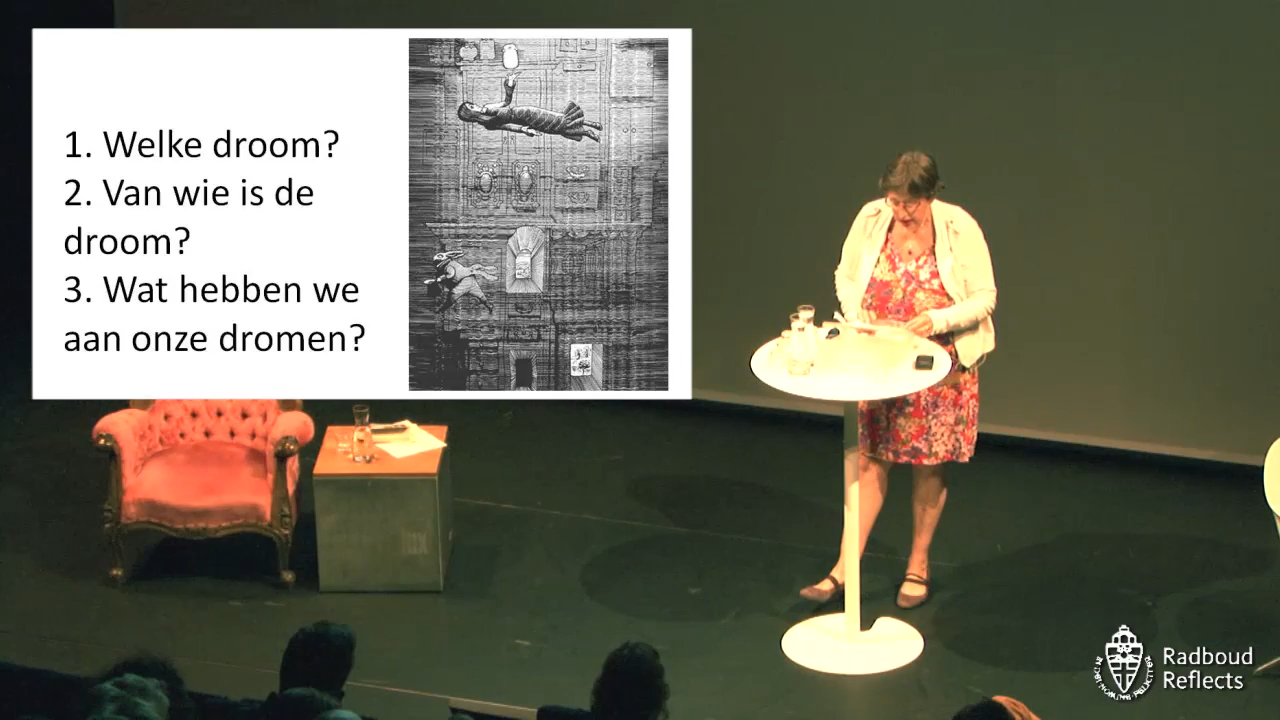 1. Welke droom?
2. Van wie is de
droom?
3. Wat hebben we
aan onze dromen?
Radboud
Reflects